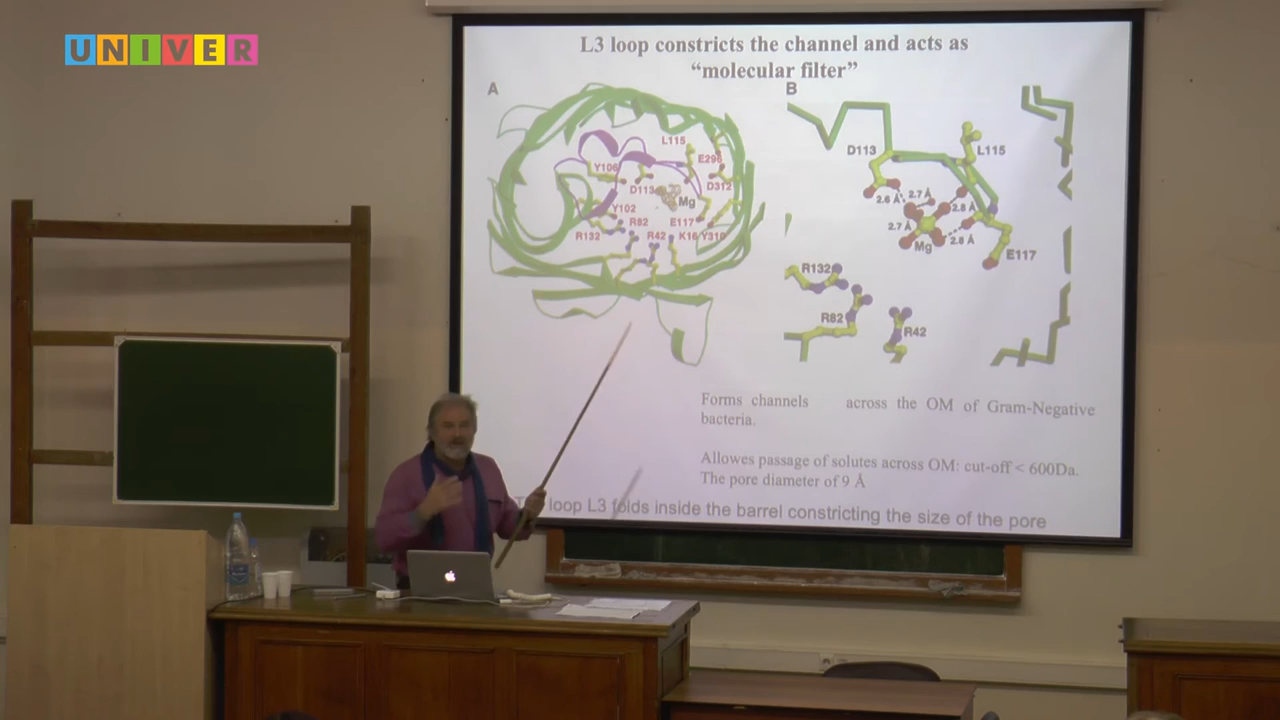 UNIVER
L3 loop constricts the channel and acts as
“molecular filter”
A
L115
Y106
E296
D113
D312
Mg
Y102
R82
E117
R132
R42
K16
Y310
B
D113
L115
2.6 Å
2.7 Å
2.8 Å
2.7 Å
Mg
2.8 Å
E117
R132
R82
R42
Forms channels across the OM of Gram-Negative
bacteria.
Allowes passage of solutes across OM: cut-off < 600Da.
The pore diameter of 9 Å
loop L3 folds inside the barrel constricting the size of the pore